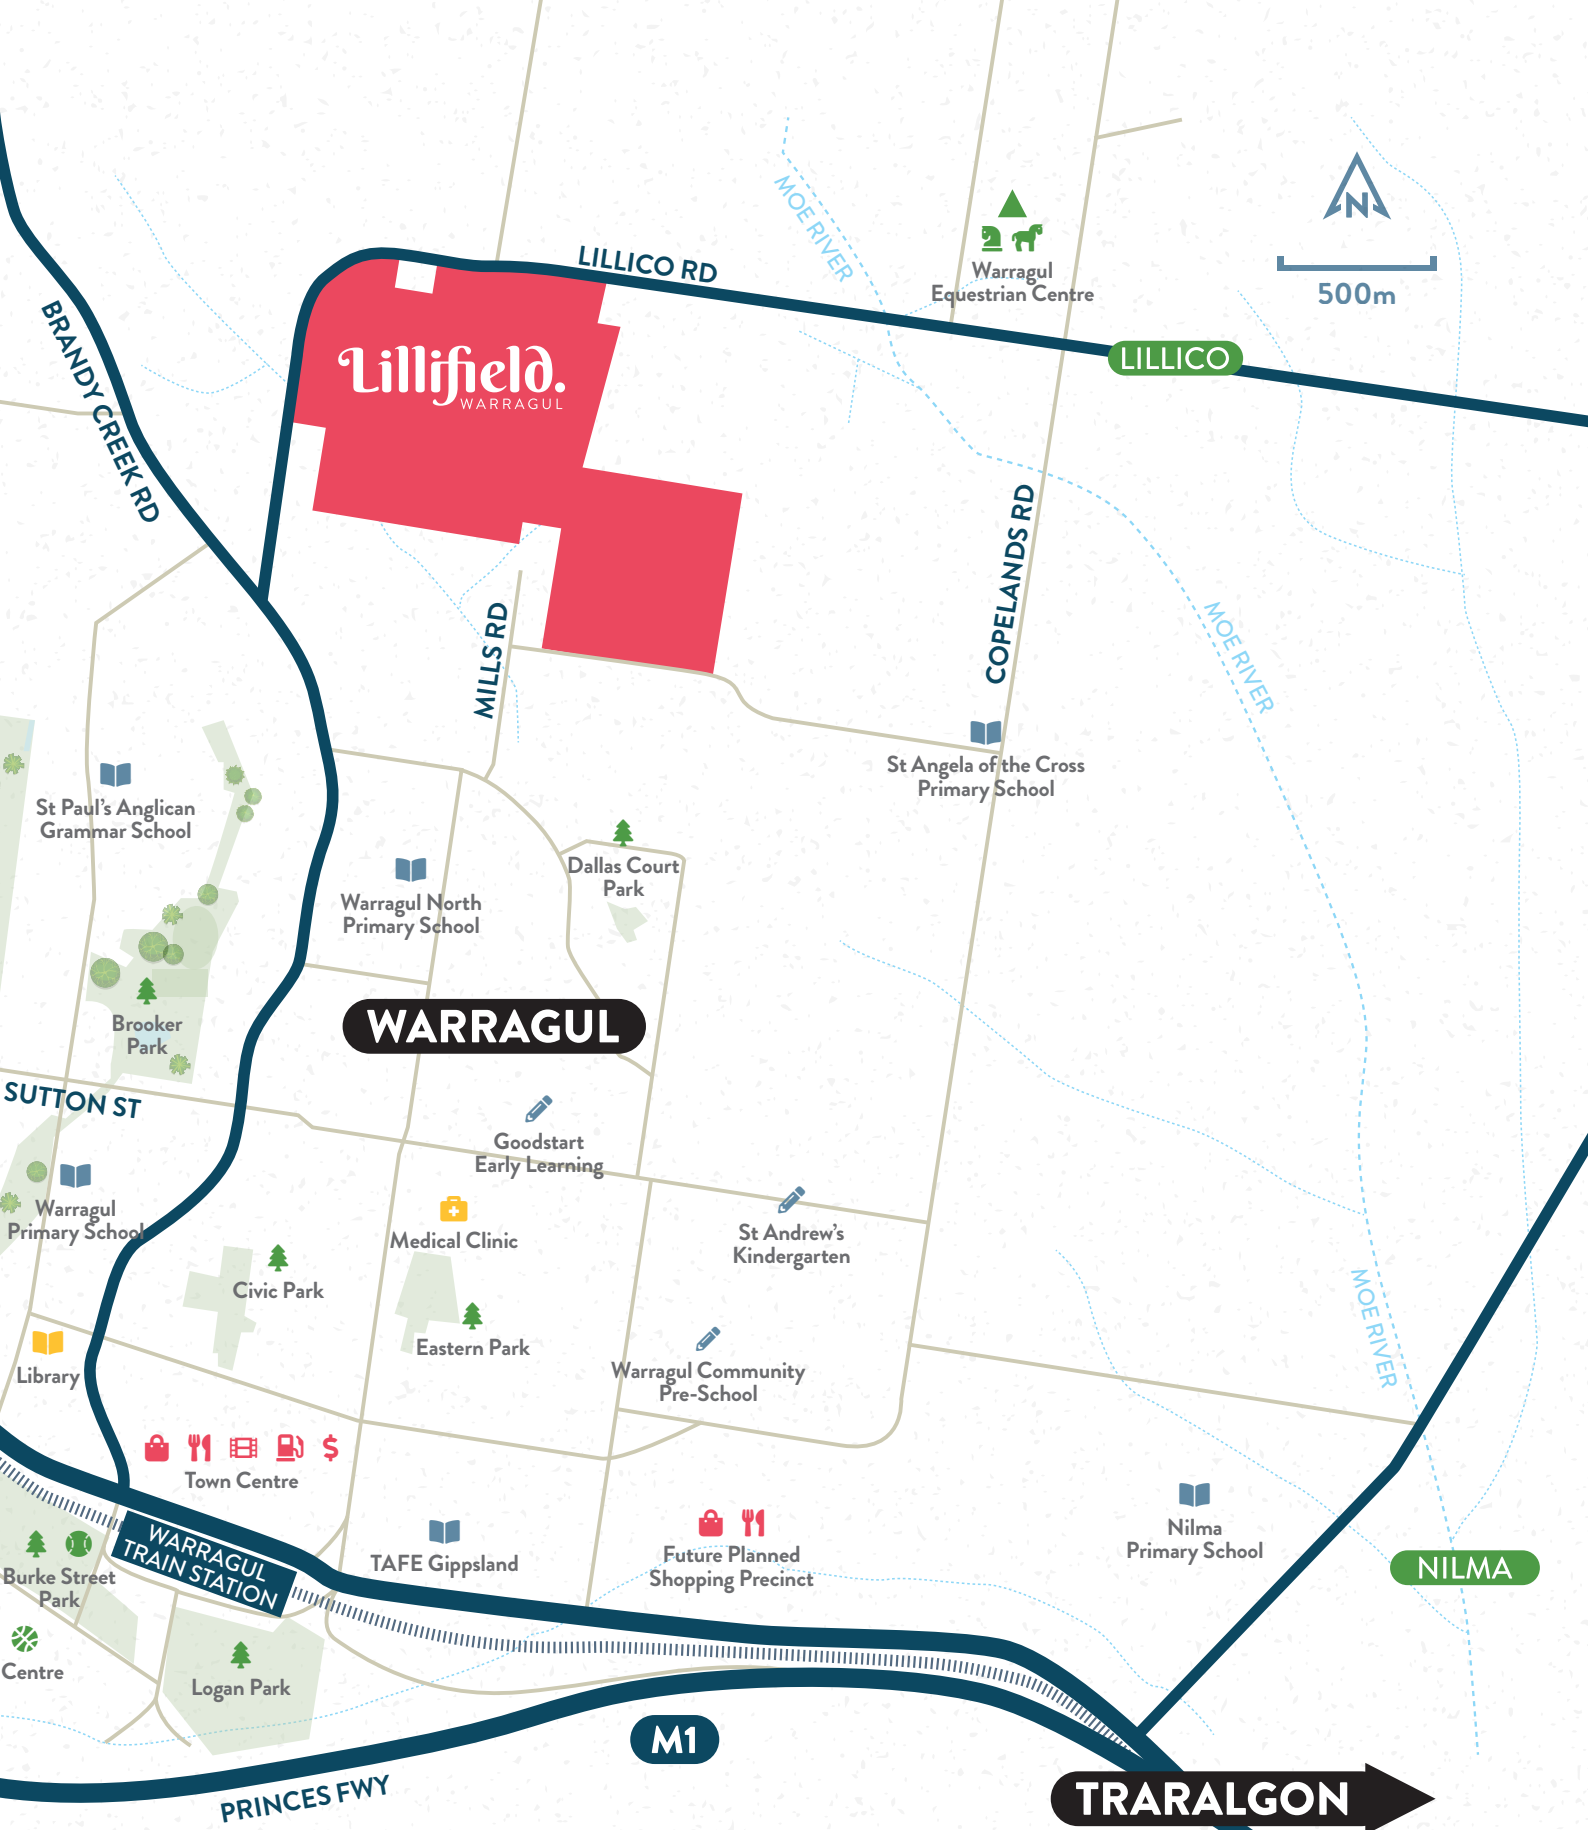 MOE RIVER
N
500m
Warragul
Equestrian Centre
LILLICO RD
LILLICO
BRANDY CREEK RD
Lillifield.
WARRAGUL
COPELANDS RD
MILLS RD
MOE RIVER
St Angela of the Cross
Primary School
St Paul's Anglican
Grammar School
Dallas Court
Park
Warragul North
Primary School
WARRAGUL
Brooker
Park
SUTTON ST
Goodstart
Early Learning
Warragul
Primary School
Medical Clinic
St Andrew's
Kindergarten
Civic Park
Eastern Park
MOE RIVER
Library
Warragul Community
Pre-School
$
Town Centre
WARRAGUL
TRAIN STATION
TAFE Gippsland
Future Planned
Shopping Precinct
Nilma
Primary School
NILMA
Burke Street
Park
Centre
Logan Park
M1
PRINCES FWY
TRARALGON